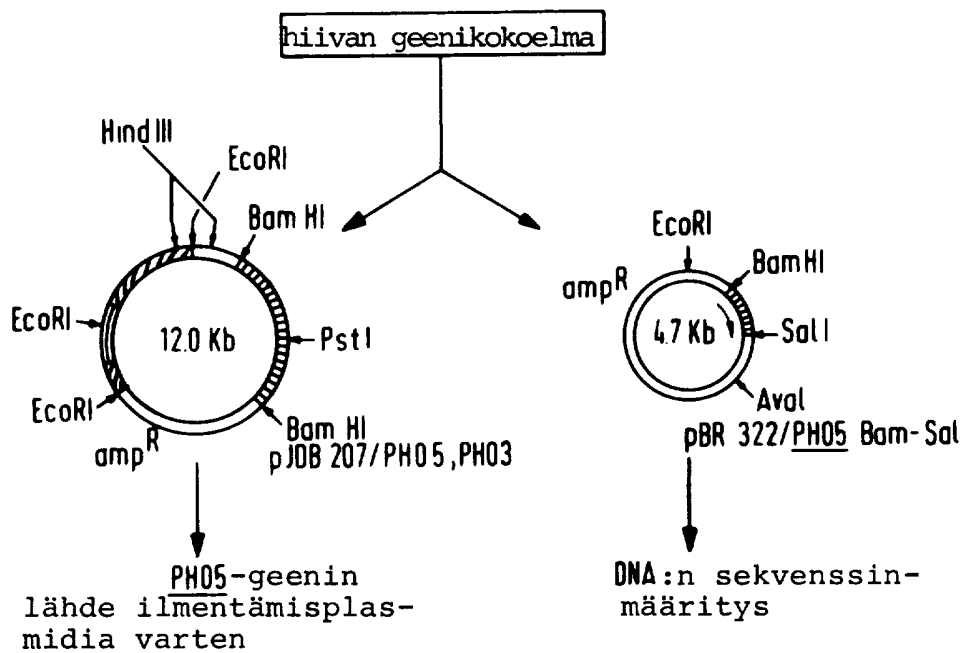 hiivan geenikokoelma
Hind III
EcoRI
Bam HI
EcoRI
12.0 Kb
Pst I
EcoRI
Bam HI
amp^R
pJDB 207/PHO5,PHO3
PHO5-geenin
lähde ilmentämisplas-
midia varten
EcoRI
BamHI
amp^R
4.7 Kb
Sal I
AvaI
pBR 322/PHO5 Bam-Sal
DNA:n sekvenssin-
määritys